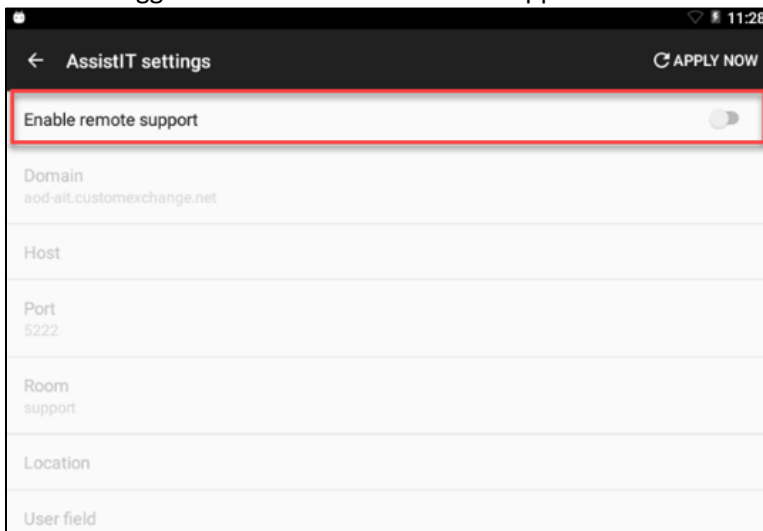 11:28
AssistIT settings
APPLY NOW
Enable remote support
Domain
aod-ait.customexchange.net
Host
Port
5222
Room
support
Location
User field